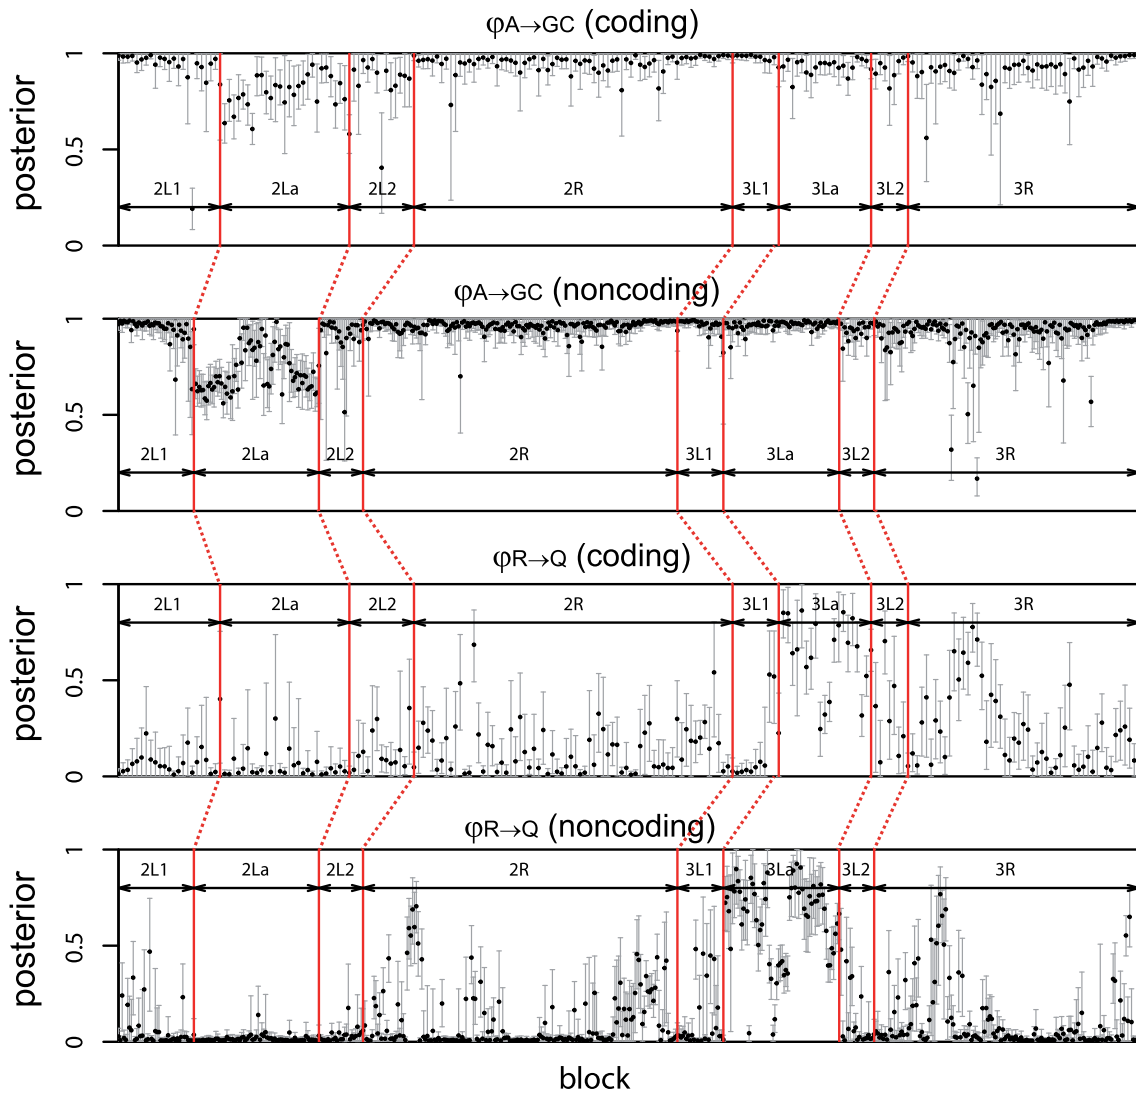 φA→GC (coding)
posterior
1
0.5
0
2L1 2La 2L2 2R 3L1 3La 3L2 3R
φA→GC (noncoding)
posterior
1
0.5
0
2L1 2La 2L2 2R 3L1 3La 3L2 3R
φR→Q (coding)
posterior
1
0.5
0
2L1 2La 2L2 2R 3L1 3La 3L2 3R
φR→Q (noncoding)
posterior
1
0.5
0
2L1 2La 2L2 2R 3L1 3La 3L2 3R
block